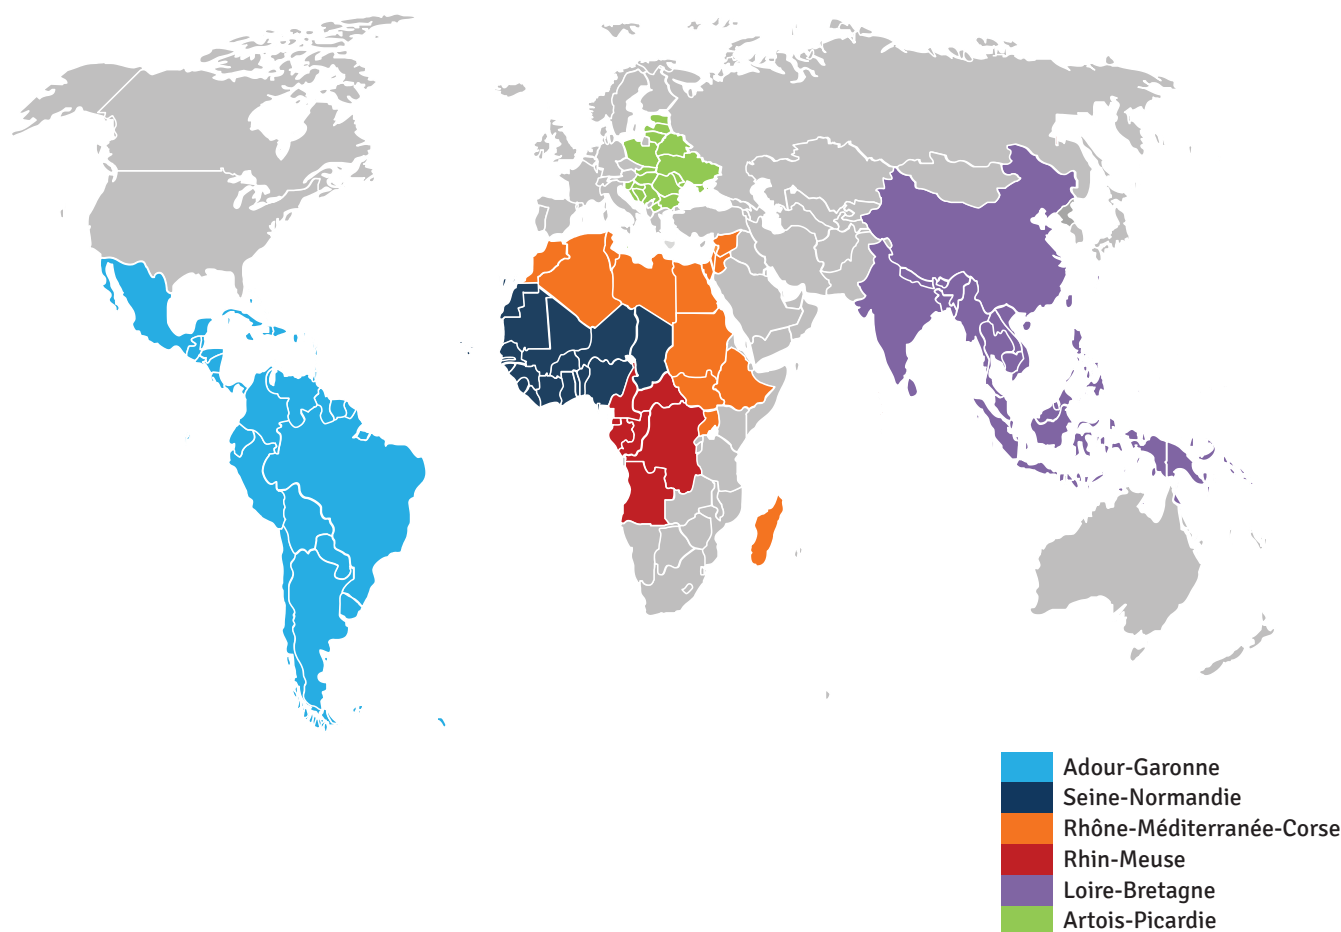 Adour-Garonne
Seine-Normandie
Rhône-Méditerranée-Corse
Rhin-Meuse
Loire-Bretagne
Artois-Picardie